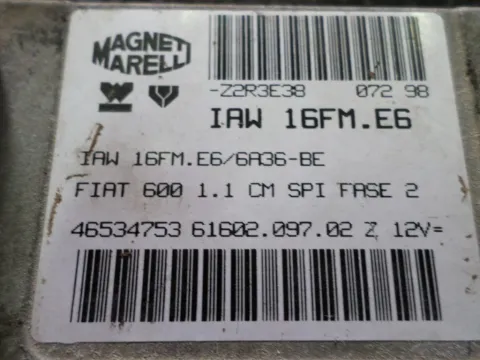 MAGNETI
MARELLI
-Z2R3E38 072 98
IAW 16FM.E6
IAW 16FM.E6/6A36-BE
FIAT 600 1.1 CM SPI FASE 2
46534753 61602.097.02 Z 12V=